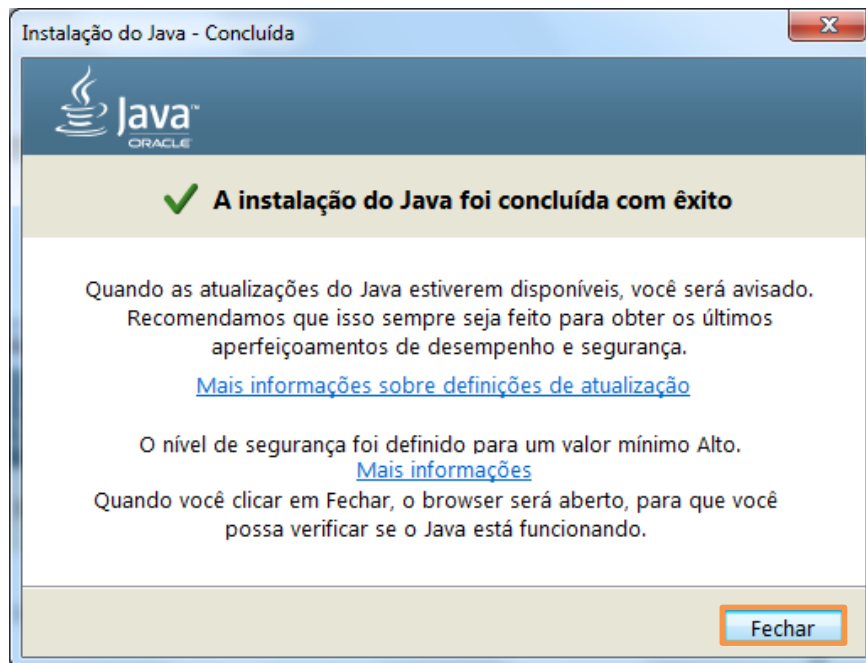 Instalação do Java - Concluída
X
Java™
ORACLE
A instalação do Java foi concluída com êxito
Quando as atualizações do Java estiverem disponíveis, você será avisado.
Recomendamos que isso sempre seja feito para obter os últimos
aperfeiçoamentos de desempenho e segurança.
Mais informações sobre definições de atualização
O nível de segurança foi definido para um valor mínimo Alto.
Mais informações
Quando você clicar em Fechar, o browser será aberto, para que você
possa verificar se o Java está funcionando.
Fechar